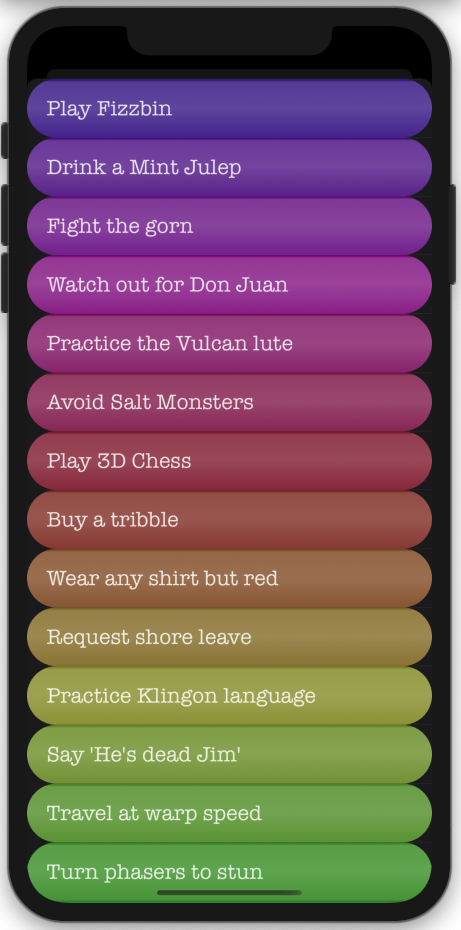 Play Fizzbin
Drink a Mint Julep
Fight the gorn
Watch out for Don Juan
Practice the Vulcan lute
Avoid Salt Monsters
Play 3D Chess
Buy a tribble
Wear any shirt but red
Request shore leave
Practice Klingon language
Say 'He's dead Jim'
Travel at warp speed
Turn phasers to stun